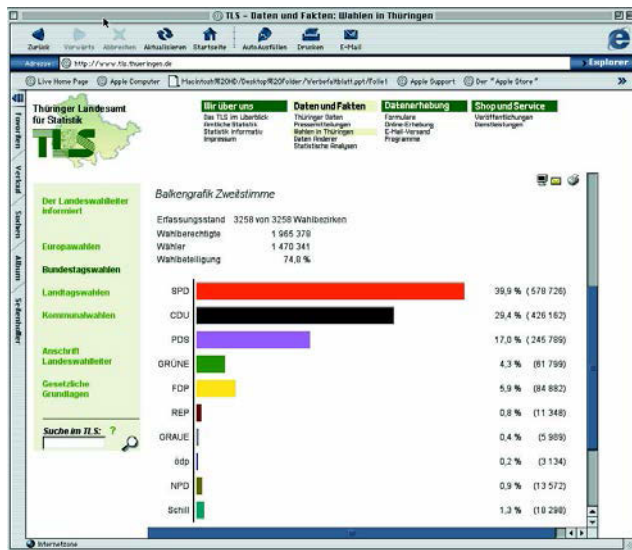 TLS - Daten und Fakten: Wahlen in Thüringen
Zurück Vorwärts Abbrechen Aktualisieren Startseite AutoAusfüllen Drucken E-Mail
Adresse: http://www.tls.thueringen.de
Explorer
Live Home Page Apple Computer Apple Support Der "Apple Store"
Favoriten
Verlauf
Suchen
Album
Seitenhalter
Thüringer Landesamt
für Statistik
TLS
Wir über uns
Das TLS im Überblick
Amtliche Statistik
Statistik informativ
Impressum
Daten und Fakten
Thüringer Daten
Pressemitteilungen
Wahlen in Thüringen
Daten Anderer
Statistische Analysen
Datenerhebung
Formulare
Online-Erhebung
E-Mail-Versand
Programme
Shop und Service
Veröffentlichungen
Dienstleistungen
Der Landeswahlleiter
informiert
Europawahlen
Bundestagswahlen
Landtagswahlen
Kommunalwahlen
Anschrift
Landeswahlleiter
Gesetzliche
Grundlagen
Suche im TLS: ?
Balkengrafik Zweitstimme
Erfassungsstand 3258 von 3258 Wahlbezirken
Wahlberechtigte 1 965 378
Wähler 1 470 341
Wahlbeteiligung 74,8 %
SPD 39,9 % (578 726)
CDU 29,4 % (426 162)
PDS 17,0 % (245 789)
GRÜNE 4,3 % (61 799)
FDP 5,9 % (84 882)
REP 0,8 % (11 348)
GRAUE 0,4 % (5 989)
ödp 0,2 % (3 134)
NPD 0,9 % (13 572)
Schill 1,3 % (18 298)
Internetzone